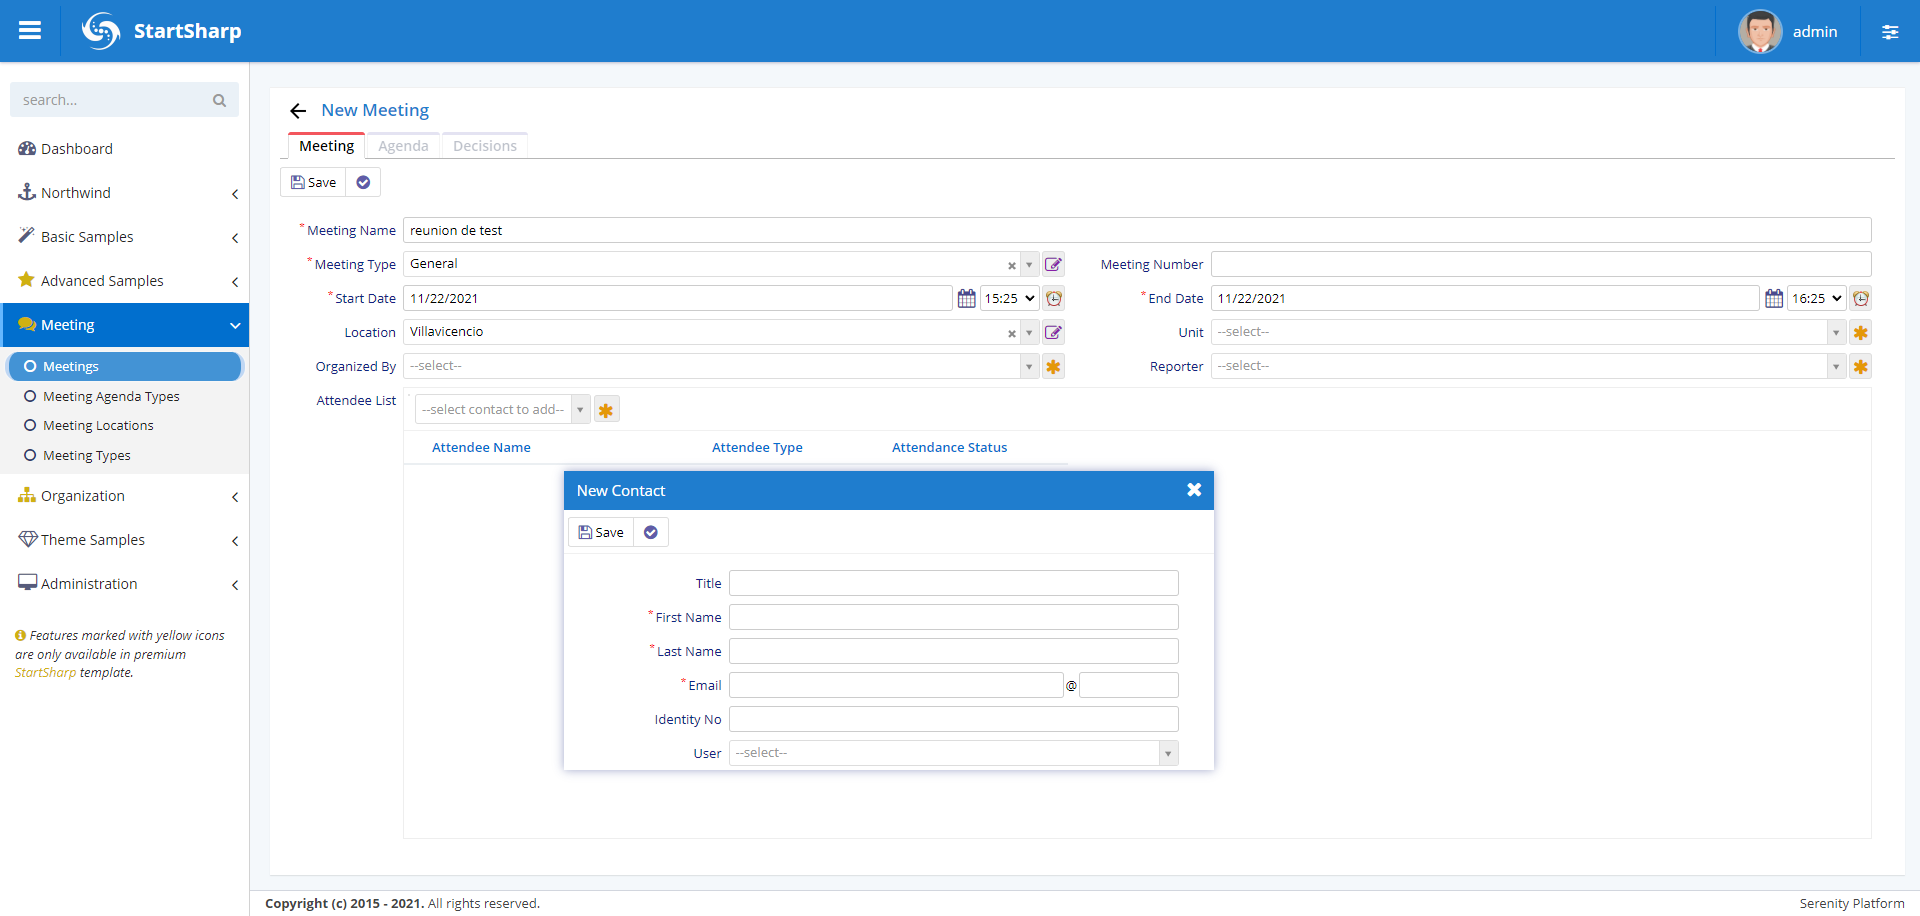 StartSharp
admin
search...
Dashboard
Northwind
Basic Samples
Advanced Samples
Meeting
Meetings
Meeting Agenda Types
Meeting Locations
Meeting Types
Organization
Theme Samples
Administration
Features marked with yellow icons
are only available in premium
StartSharp template.
New Meeting
Meeting Agenda Decisions
Save
* Meeting Name reunion de test
* Meeting Type General Meeting Number
* Start Date 11/22/2021 15:25 * End Date 11/22/2021 16:25
Location Villavicencio Unit --select--
Organized By --select-- Reporter --select--
Attendee List --select contact to add--
Attendee Name Attendee Type Attendance Status
New Contact
Save
Title
* First Name
* Last Name
* Email @
Identity No
User --select--
Copyright (c) 2015 - 2021. All rights reserved. Serenity Platform